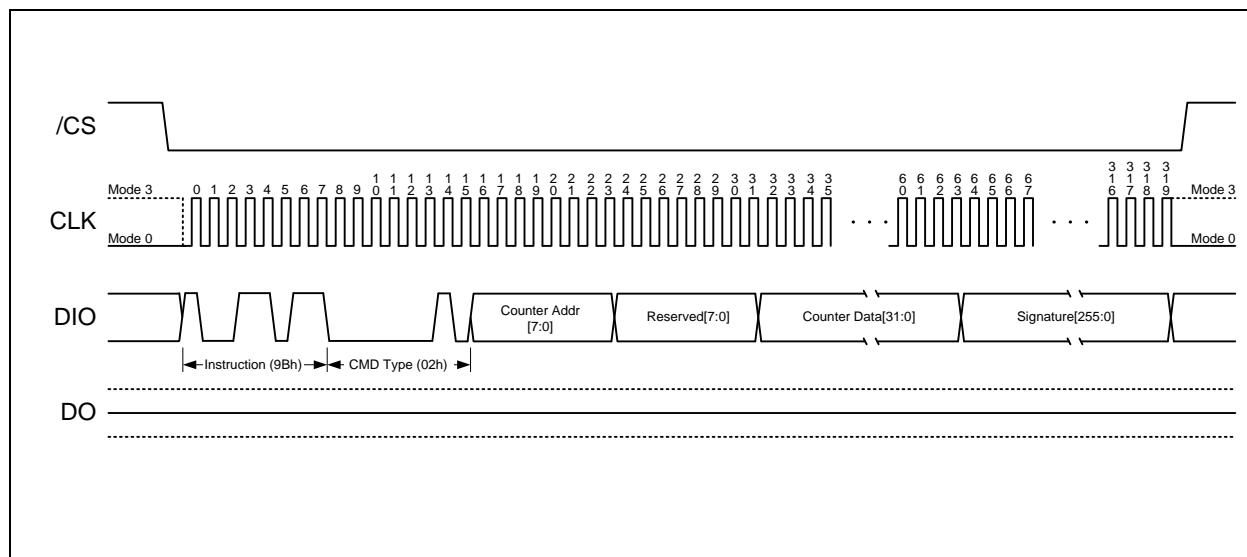 /CS
0 1 2 3 4 5 6 7 8 9 10 11 12 13 14 15 16 17 18 19 20 21 22 23 24 25 26 27 28 29 30 31 32 33 34 35 60 61 62 63 64 65 66 67 316 317 318 319
Mode 3
Mode 3
CLK
. . .
. . .
Mode 0
Mode 0
DIO
Counter Addr
[7:0]
Reserved[7:0]
Counter Data[31:0]
Signature[255:0]
Instruction (9Bh)
CMD Type (02h)
DO